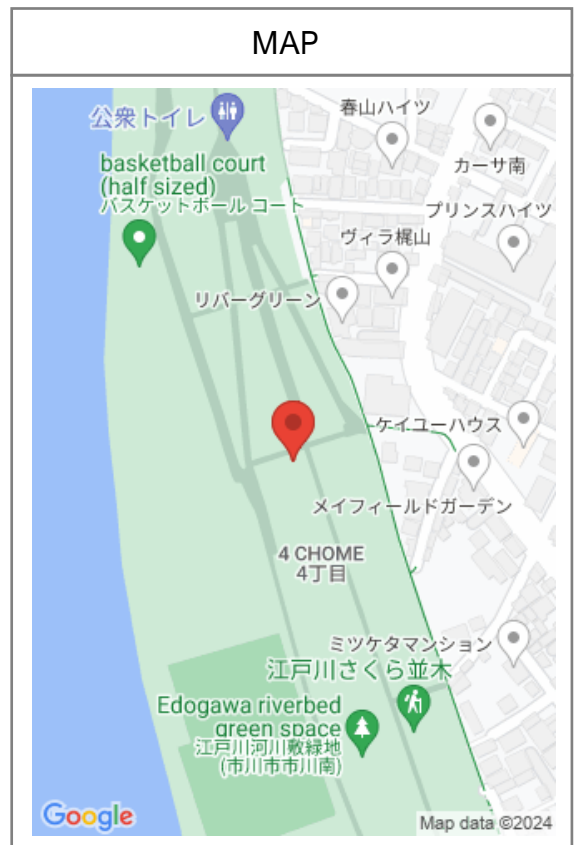 MAP
公衆トイレ
春山ハイツ
カーサ南
basketball court
(half sized)
バスケットボール コート
プリンスハイツ
ヴィラ梶山
リバーグリーン
ケイユーハウス
メイフィールドガーデン
4 CHOME
4丁目
ミツケタマンション
江戸川さくら並木
Edogawa riverbed
green space
江戸川河川敷緑地
(市川市市川南)
Google
Map data ©2024